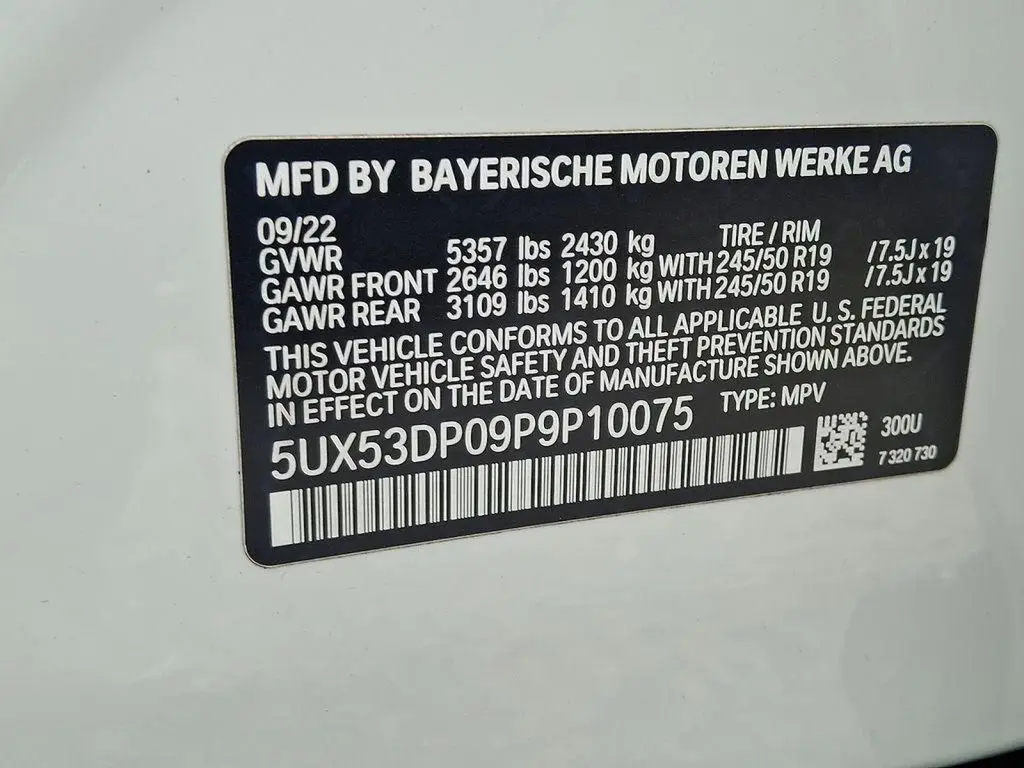 MFD BY BAYERISCHE MOTOREN WERKE AG
09/22 TIRE / RIM
GVWR 5357 lbs 2430 kg
GAWR FRONT 2646 lbs 1200 kg WITH 245/50 R19 /7.5J x 19
GAWR REAR 3109 lbs 1410 kg WITH 245/50 R19 /7.5J x 19
THIS VEHICLE CONFORMS TO ALL APPLICABLE U. S. FEDERAL
MOTOR VEHICLE SAFETY AND THEFT PREVENTION STANDARDS
IN EFFECT ON THE DATE OF MANUFACTURE SHOWN ABOVE.
5UX53DP09P9P10075 TYPE: MPV
300U
7 320 730